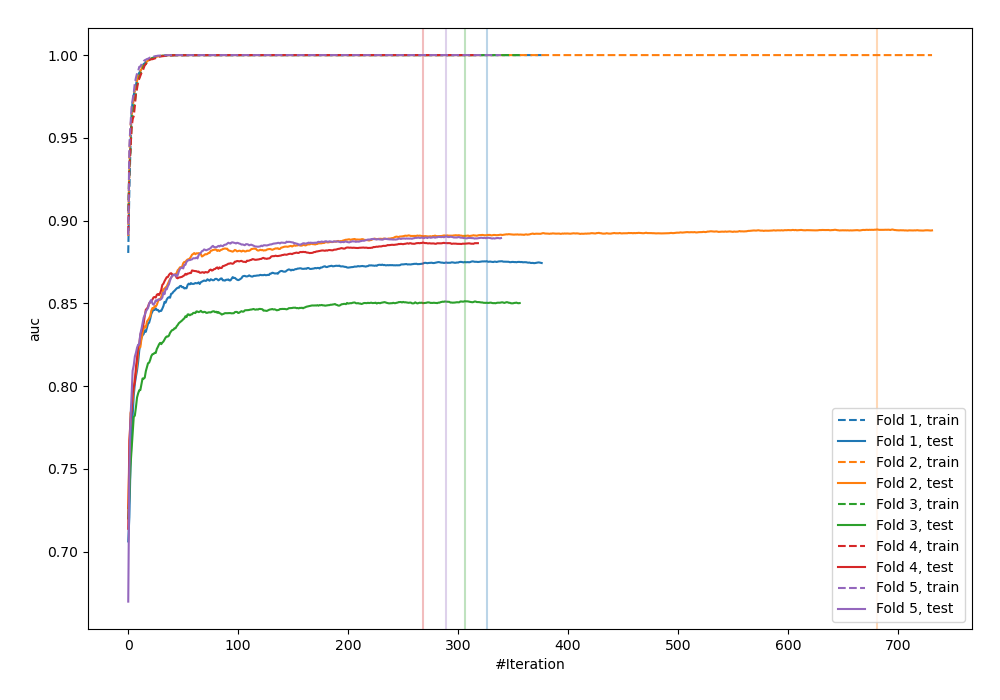 1.00
0.95
0.90
0.85
0.80
0.75
0.70
auc
0 100 200 300 400 500 600 700
#Iteration
Fold 1, train
Fold 1, test
Fold 2, train
Fold 2, test
Fold 3, train
Fold 3, test
Fold 4, train
Fold 4, test
Fold 5, train
Fold 5, test